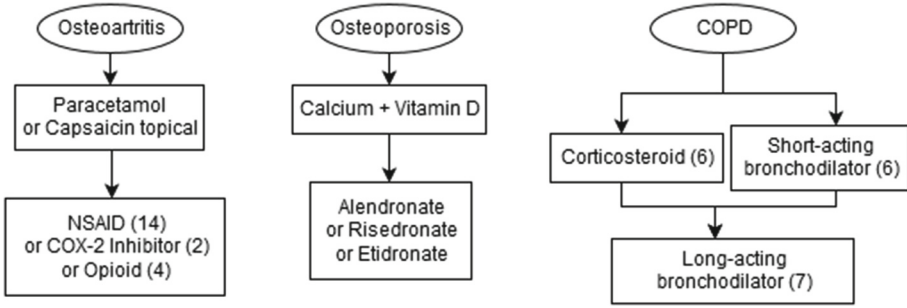 Osteoartritis
Paracetamol
or Capsaicin topical
NSAID (14)
or COX-2 Inhibitor (2)
or Opioid (4)
Osteoporosis
Calcium + Vitamin D
Alendronate
or Risedronate
or Etidronate
COPD
Corticosteroid (6)
Short-acting
bronchodilator (6)
Long-acting
bronchodilator (7)